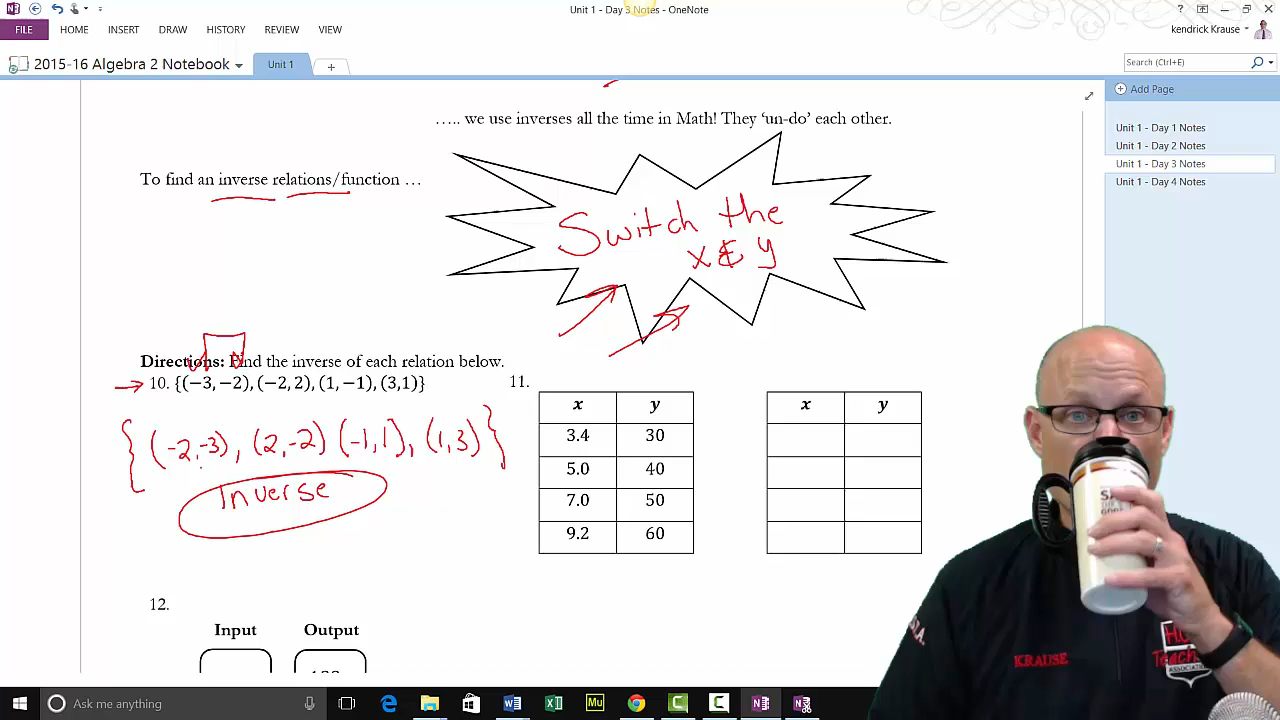 Unit 1 - Day 3 Notes - OneNote
FILE HOME INSERT DRAW HISTORY REVIEW VIEW
kendrick Krause
2015-16 Algebra 2 Notebook Unit 1
Search (Ctrl+E)
Add Page
Unit 1 - Day 1 Notes
Unit 1 - Day 2 Notes
Unit 1 - Day 3 Notes
Unit 1 - Day 4 Notes
….. we use inverses all the time in Math! They ‘un-do’ each other.
To find an inverse relations/function …
Switch the
x & y
Directions: Find the inverse of each relation below.
10. {(−3, −2), (−2, 2), (1, −1), (3,1)}
{(-2,-3), (2,-2) (-1,1), (1,3)}
Inverse
11.
x y
3.4 30
5.0 40
7.0 50
9.2 60
x y
12.
Input Output
KRAUSE
Ask me anything